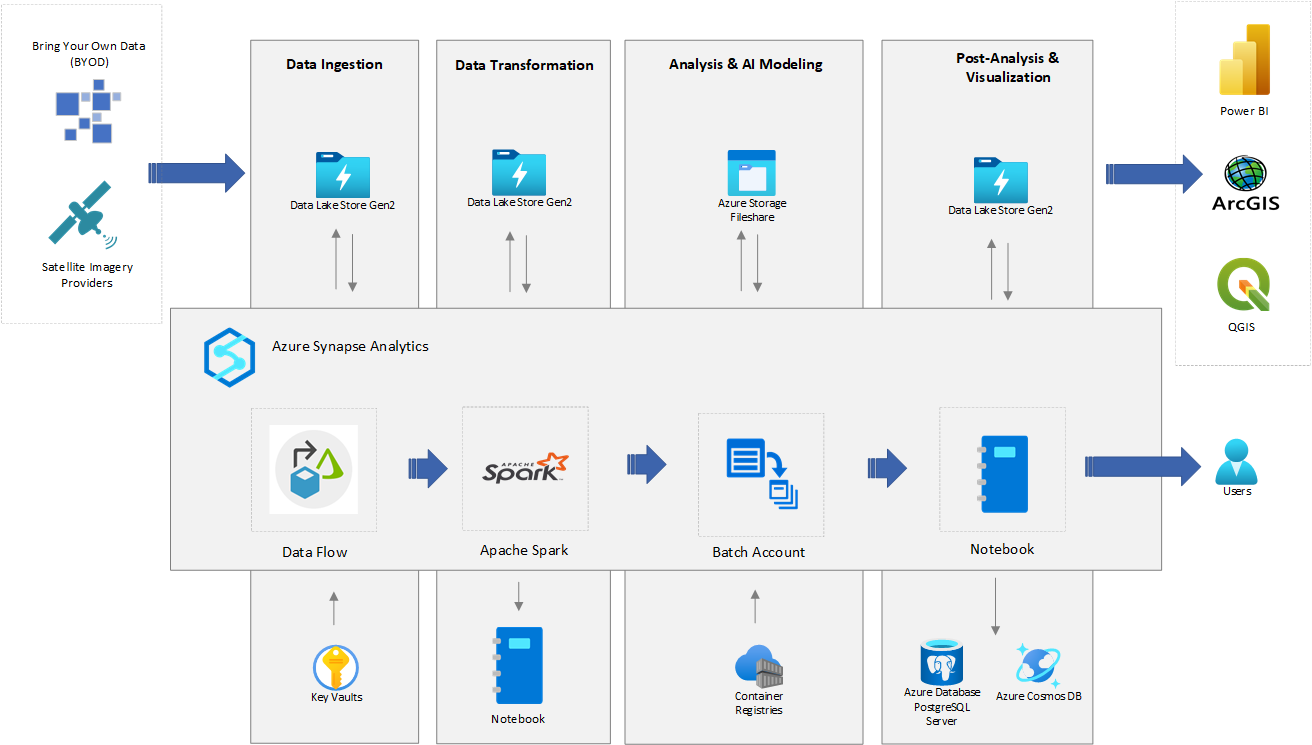 Bring Your Own Data
(BYOD)
Satellite Imagery
Providers
Data Ingestion
Data Lake Store Gen2
Data Transformation
Data Lake Store Gen2
Analysis & AI Modeling
Azure Storage
Fileshare
Post-Analysis &
Visualization
Data Lake Store Gen2
Power BI
ArcGIS
QGIS
Azure Synapse Analytics
Data Flow
APACHE
Spark
Apache Spark
Batch Account
Notebook
Users
Key Vaults
Notebook
Container
Registries
Azure Database
PostgreSQL
Server
Azure Cosmos DB